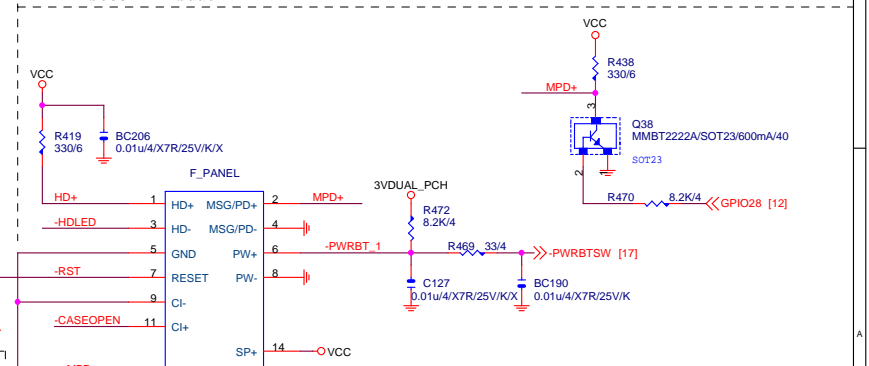 VCC
R438
330/6
MPD+
3
Q38
MMBT2222A/SOT23/600mA/40
SOT23
2
1
R470
8.2K/4
GPIO28 [12]
VCC
R419
330/6
BC206
0.01u/4/X7R/25V/K/X
F_PANEL
HD+
1
HD+
MSG/PD+
2
MPD+
-HDLED
3
HD-
MSG/PD-
4
5
GND
PW+
6
-PWRBT_1
-RST
7
RESET
PW-
8
9
CI-
-CASEOPEN
11
CI+
SP+
14
VCC
3VDUAL_PCH
R472
8.2K/4
R469
33/4
-PWRBTSW [17]
C127
0.01u/4/X7R/25V/K/X
BC190
0.01u/4/X7R/25V/K
A